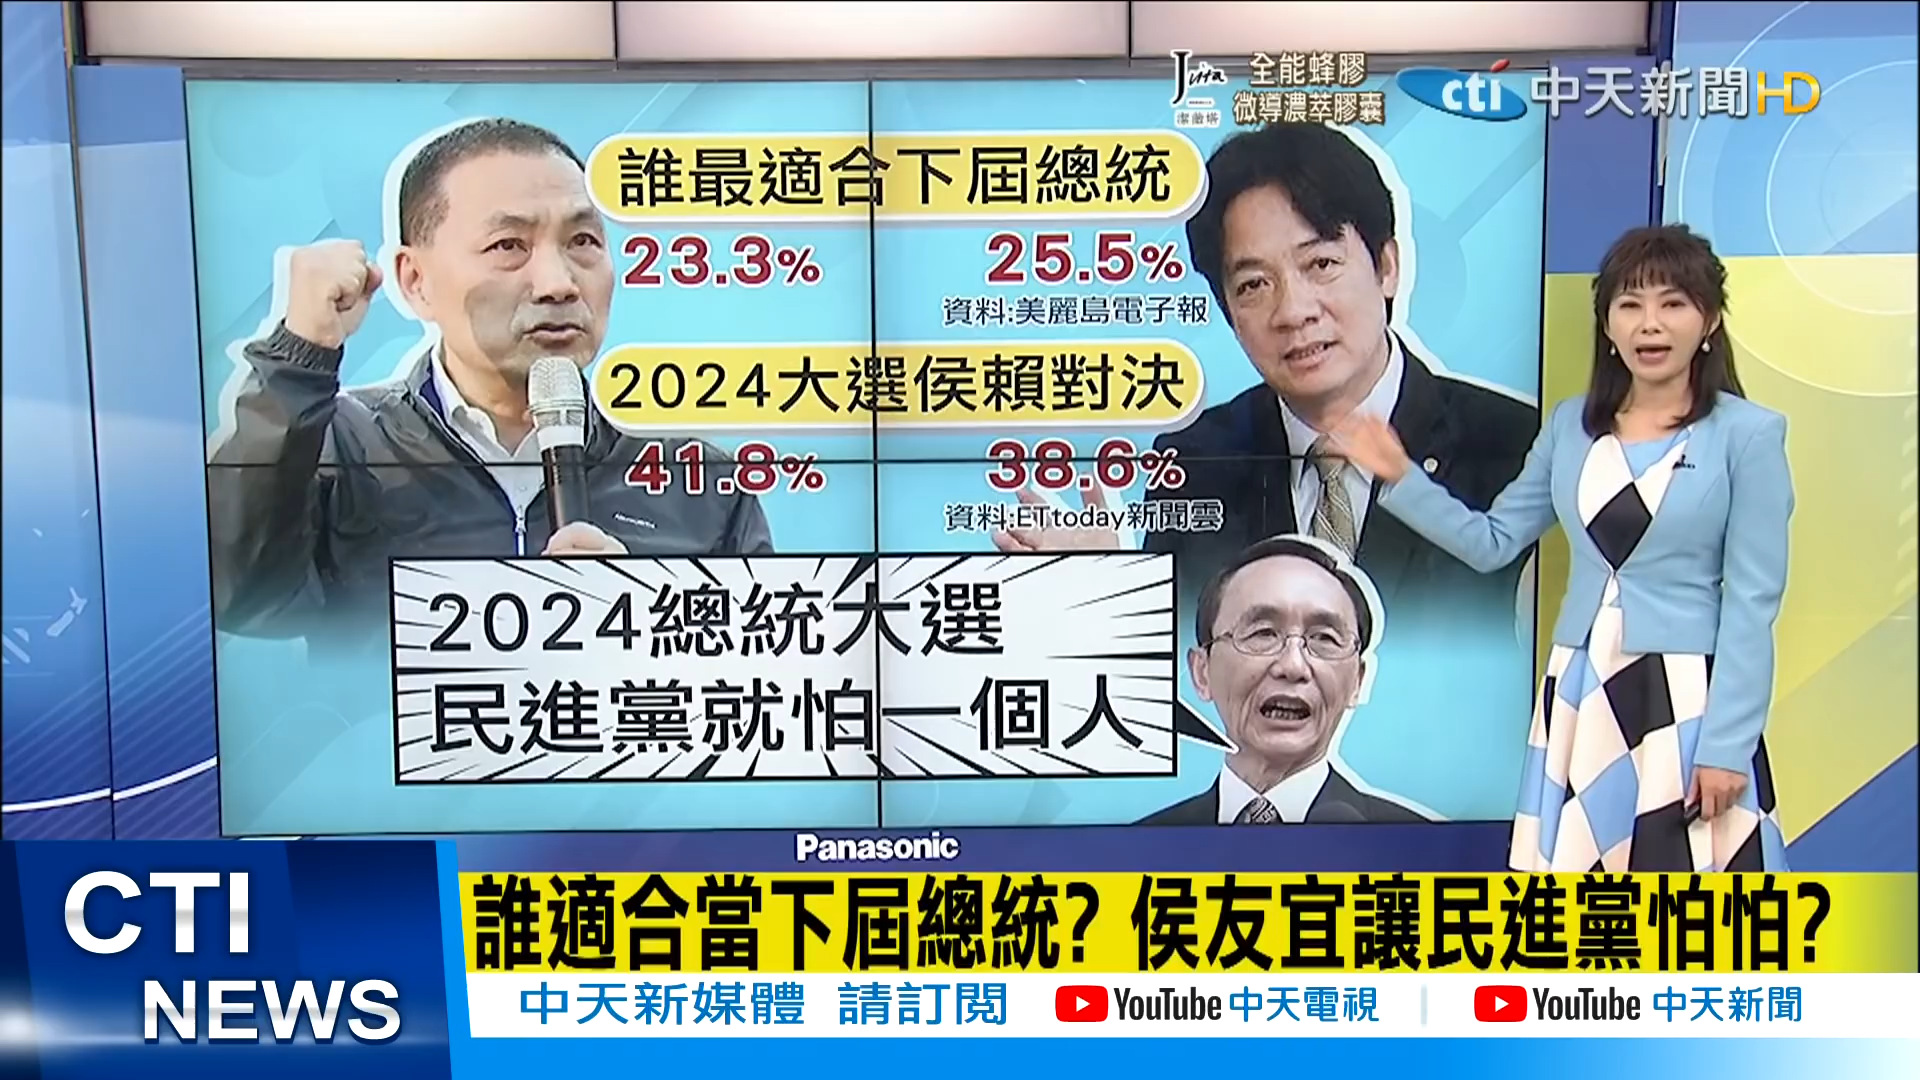 Juta
潔敵塔
全能蜂膠
微導濃萃膠囊
cti 中天新聞HD
誰最適合下屆總統
23.3% 25.5%
資料:美麗島電子報
2024大選侯賴對決
41.8% 38.6%
資料:ETtoday新聞雲
2024總統大選
民進黨就怕一個人
Panasonic
CTI
NEWS
誰適合當下屆總統? 侯友宜讓民進黨怕怕?
中天新媒體 請訂閱 YouTube 中天電視 | YouTube 中天新聞